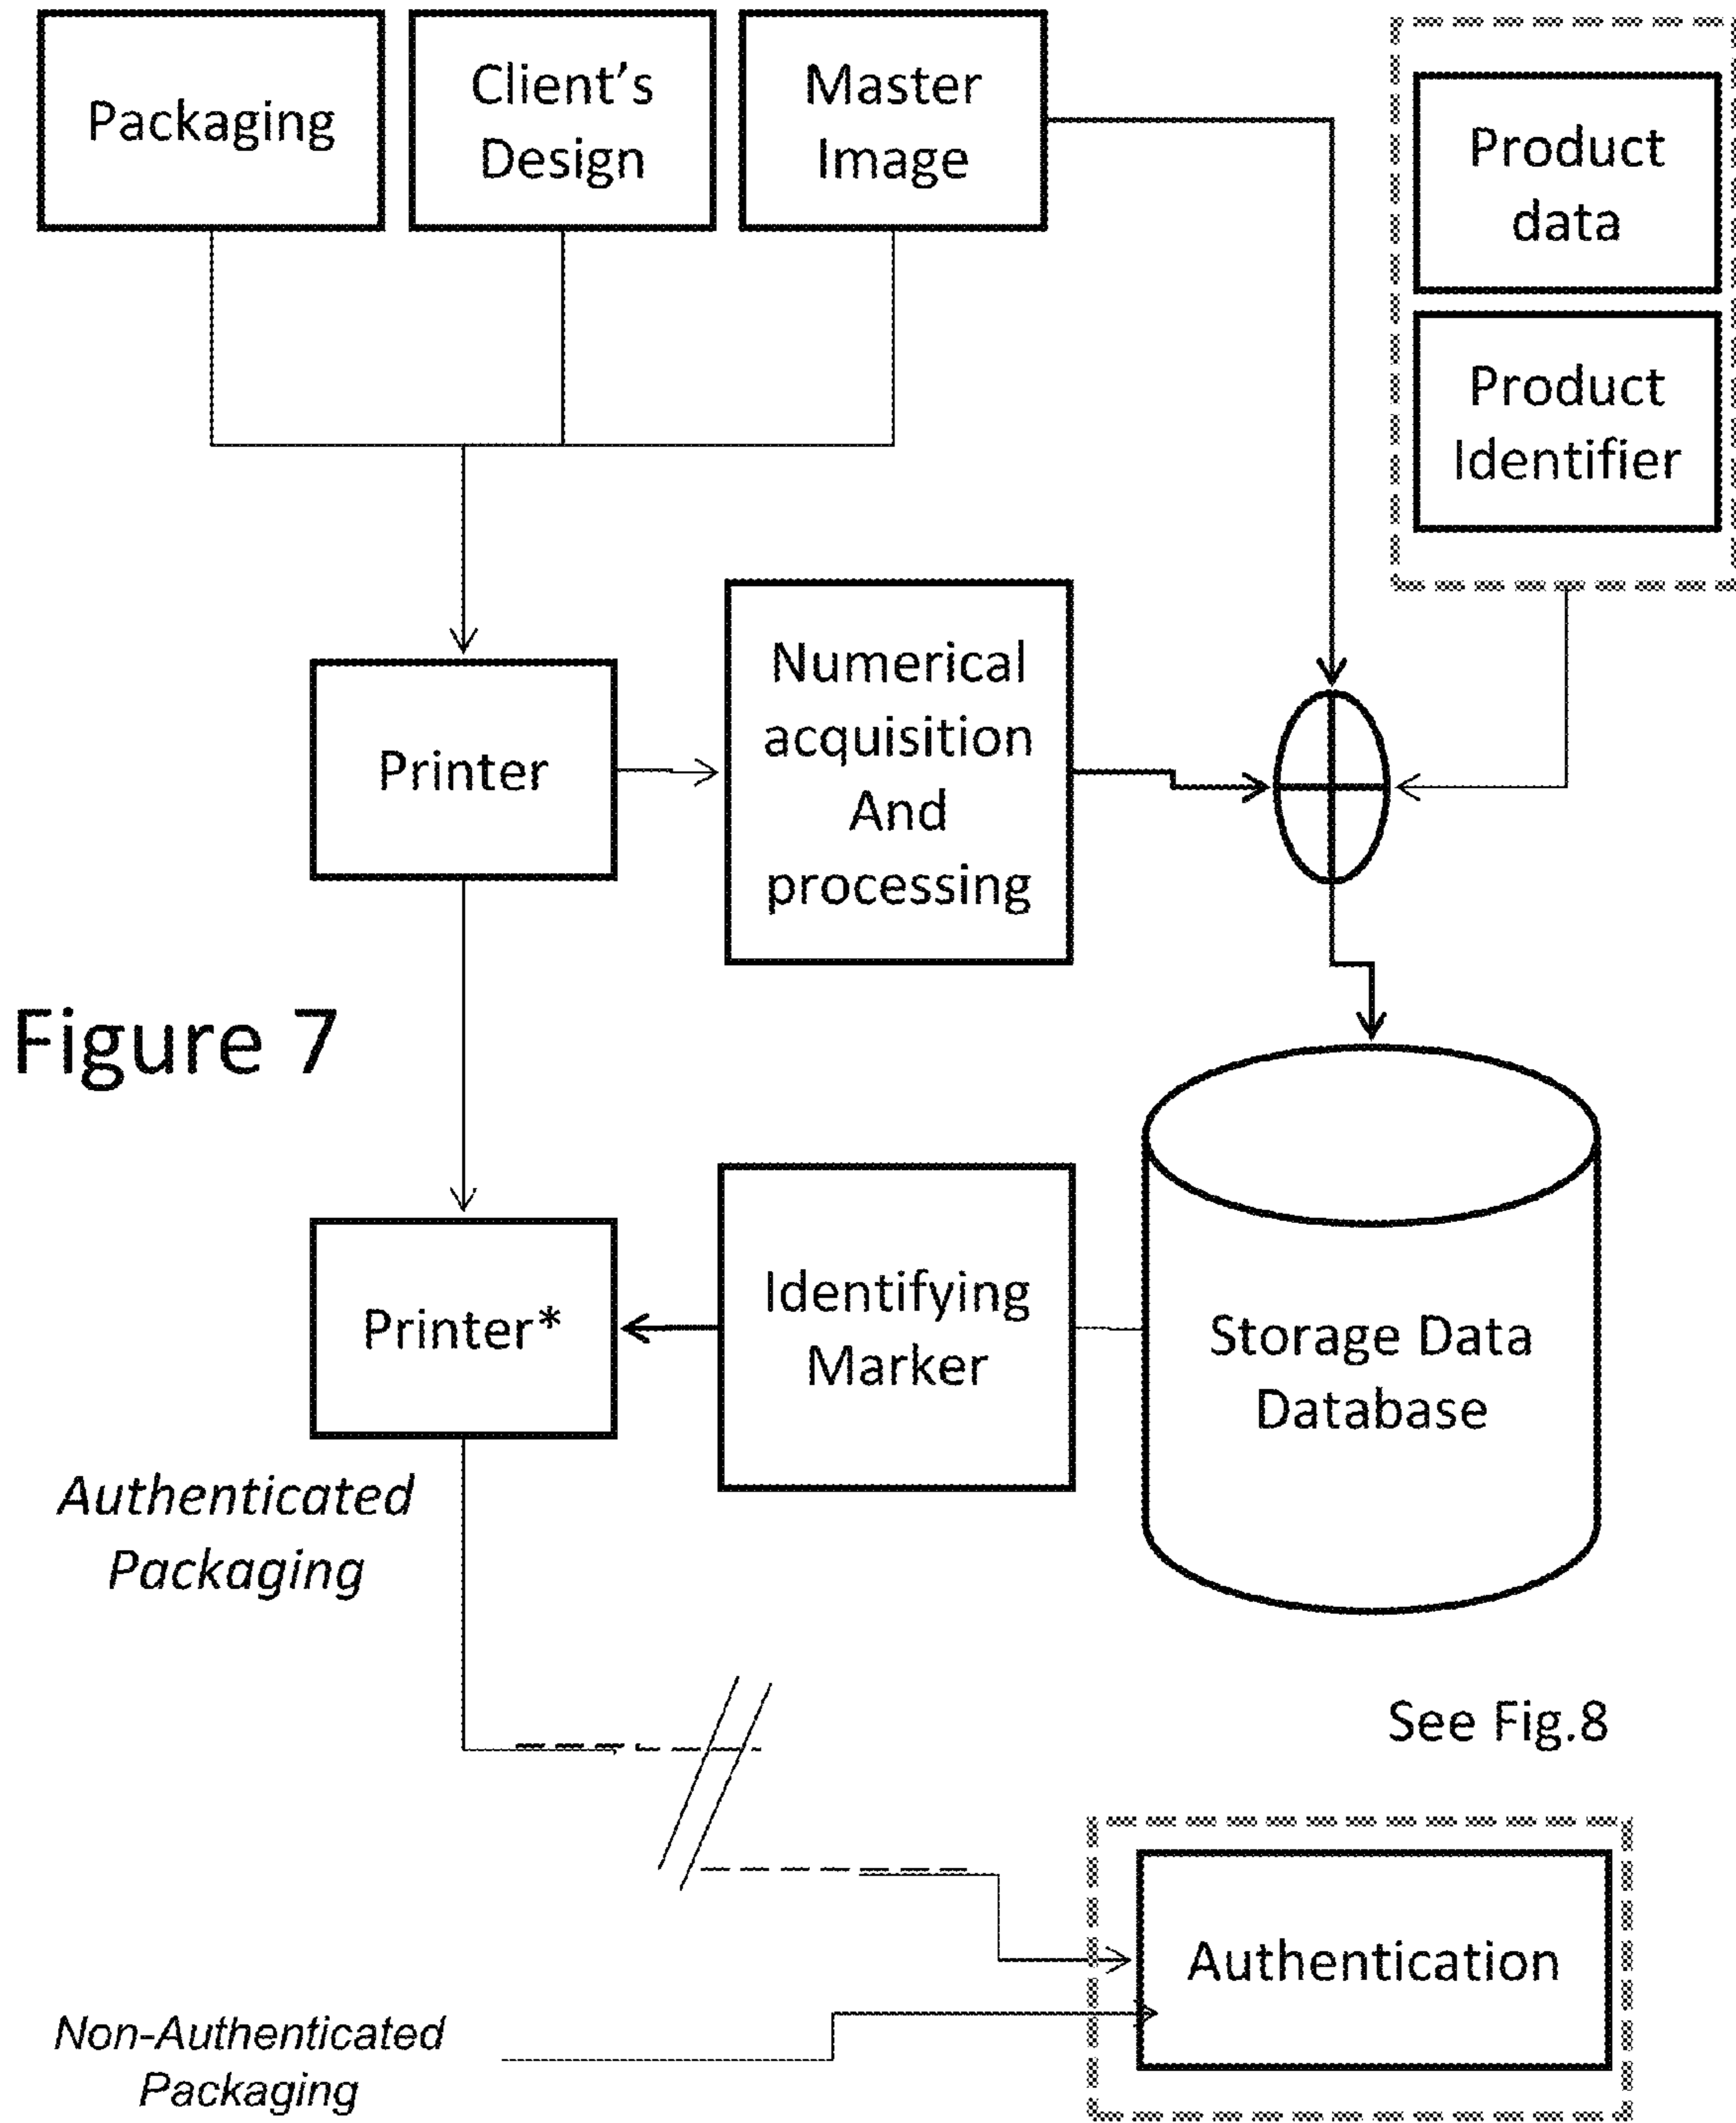 Packaging
Client's
Design
Master
Image
Product
data
Product
Identifier
Printer
Numerical
acquisition
And
processing
Figure 7
Printer*
Identifying
Marker
Storage Data
Database
Authenticated
Packaging
See Fig.8
Authentication
Non-Authenticated
Packaging